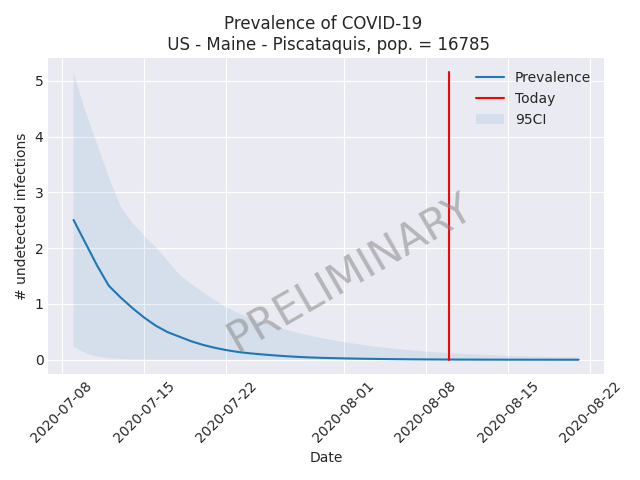 Prevalence of COVID-19
US - Maine - Piscataquis, pop. = 16785
# undetected infections
5
4
3
2
1
0
Prevalence
Today
95CI
PRELIMINARY
2020-07-08
2020-07-15
2020-07-22
2020-08-01
2020-08-08
2020-08-15
2020-08-22
Date